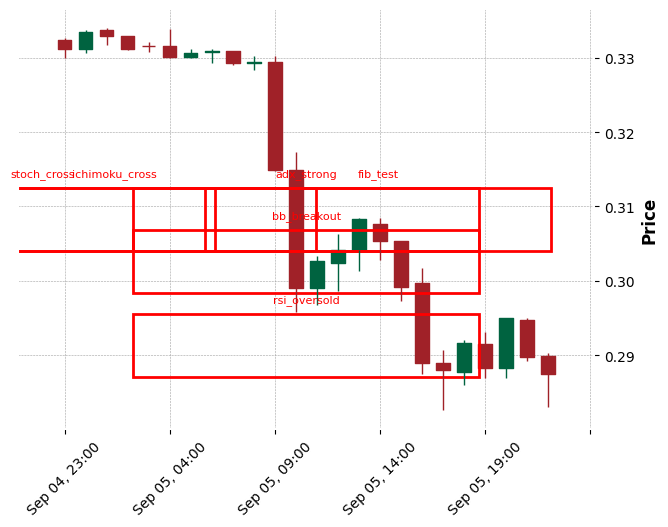 0.33
0.32
stoch_cross ichimoku_cross adx_strong fib_test
0.31
bb_breakout
0.30
rsi_oversold
0.29
Price
Sep 04, 23:00
Sep 05, 04:00
Sep 05, 09:00
Sep 05, 14:00
Sep 05, 19:00